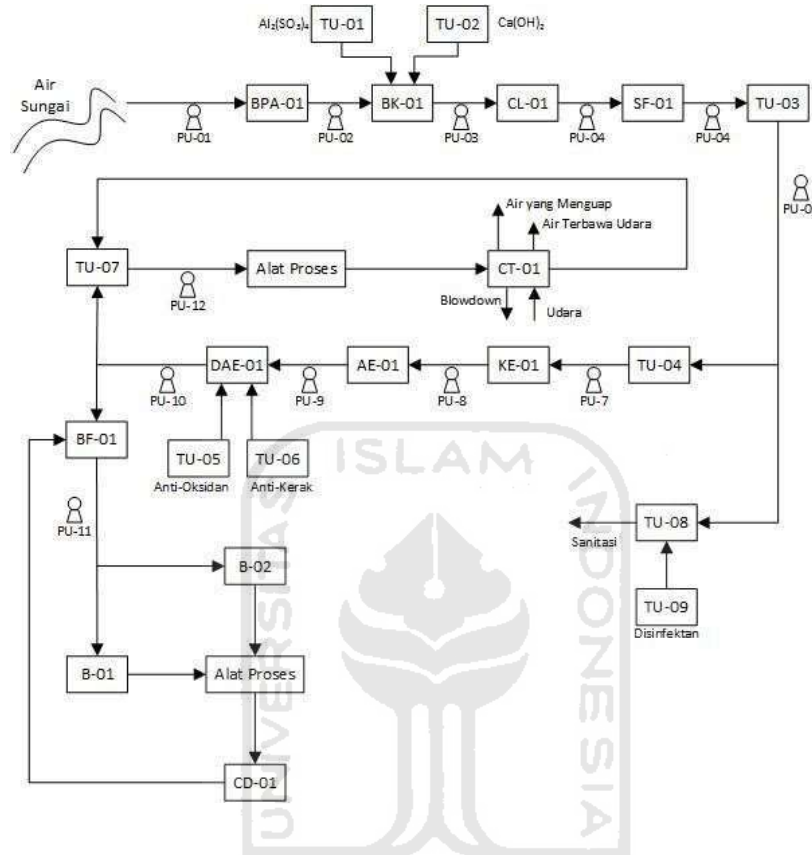 Al₂(SO₃)₄
TU-01
TU-02
Ca(OH)₂
Air
Sungai
BPA-01
BK-01
CL-01
SF-01
TU-03
PU-01
PU-02
PU-03
PU-04
PU-04
PU-0
Air yang Menguap
Air Terbawa Udara
TU-07
Alat Proses
CT-01
PU-12
Blowdown
Udara
DAE-01
AE-01
KE-01
TU-04
PU-10
PU-9
PU-8
PU-7
BF-01
TU-05
TU-06
Anti-Oksidan
Anti-Kerak
PU-11
TU-08
Sanitasi
B-02
TU-09
Disinfektan
B-01
Alat Proses
CD-01
UNIVERSITAS
ISLAM
INDONESIA